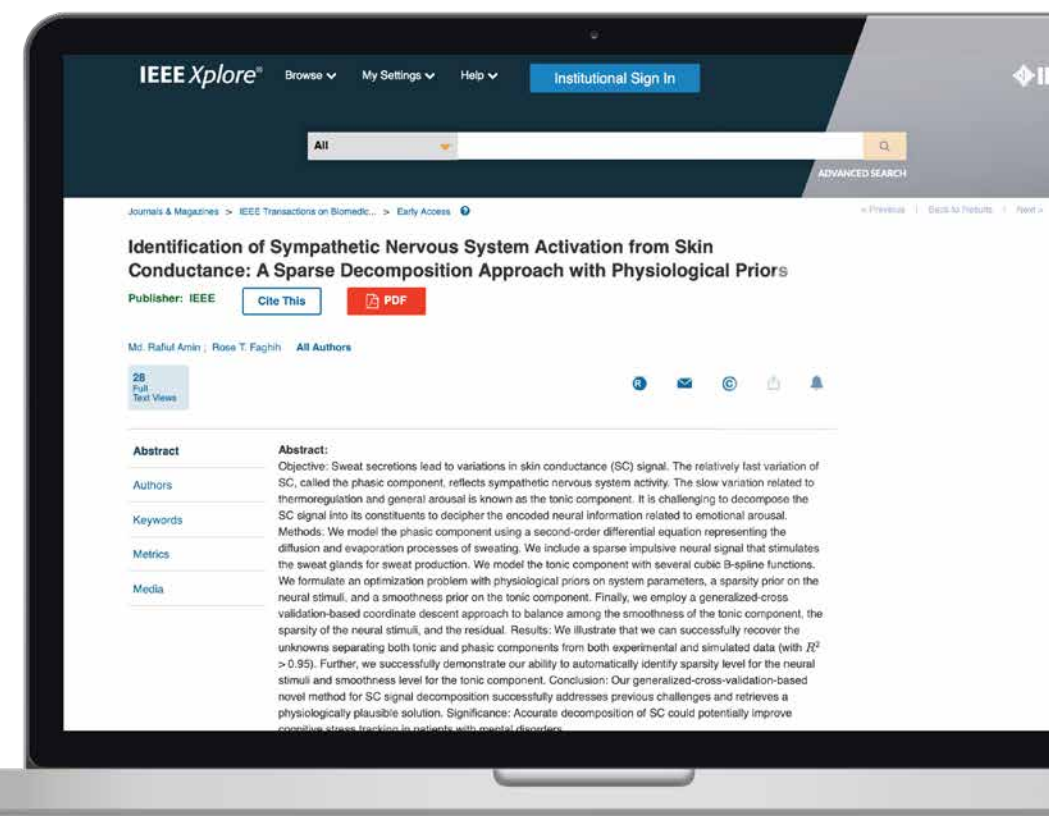 IEEE Xplore® Browse My Settings Help Institutional Sign In
All
ADVANCED SEARCH
Journals & Magazines > IEEE Transactions on Biomedic... > Early Access ? « Previous | Back to Results | Next »
Identification of Sympathetic Nervous System Activation from Skin
Conductance: A Sparse Decomposition Approach with Physiological Priors
Publisher: IEEE Cite This PDF
Md. Rafiul Amin ; Rose T. Faghih All Authors
28
Full
Text Views
R ©
Abstract
Authors
Keywords
Metrics
Media
Abstract:
Objective: Sweat secretions lead to variations in skin conductance (SC) signal. The relatively fast variation of
SC, called the phasic component, reflects sympathetic nervous system activity. The slow variation related to
thermoregulation and general arousal is known as the tonic component. It is challenging to decompose the
SC signal into its constituents to decipher the encoded neural information related to emotional arousal.
Methods: We model the phasic component using a second-order differential equation representing the
diffusion and evaporation processes of sweating. We include a sparse impulsive neural signal that stimulates
the sweat glands for sweat production. We model the tonic component with several cubic B-spline functions.
We formulate an optimization problem with physiological priors on system parameters, a sparsity prior on the
neural stimuli, and a smoothness prior on the tonic component. Finally, we employ a generalized-cross
validation-based coordinate descent approach to balance among the smoothness of the tonic component, the
sparsity of the neural stimuli, and the residual. Results: We illustrate that we can successfully recover the
unknowns separating both tonic and phasic components from both experimental and simulated data (with R²
> 0.95). Further, we successfully demonstrate our ability to automatically identify sparsity level for the neural
stimuli and smoothness level for the tonic component. Conclusion: Our generalized-cross-validation-based
novel method for SC signal decomposition successfully addresses previous challenges and retrieves a
physiologically plausible solution. Significance: Accurate decomposition of SC could potentially improve
cognitive stress tracking in patients with mental disorders